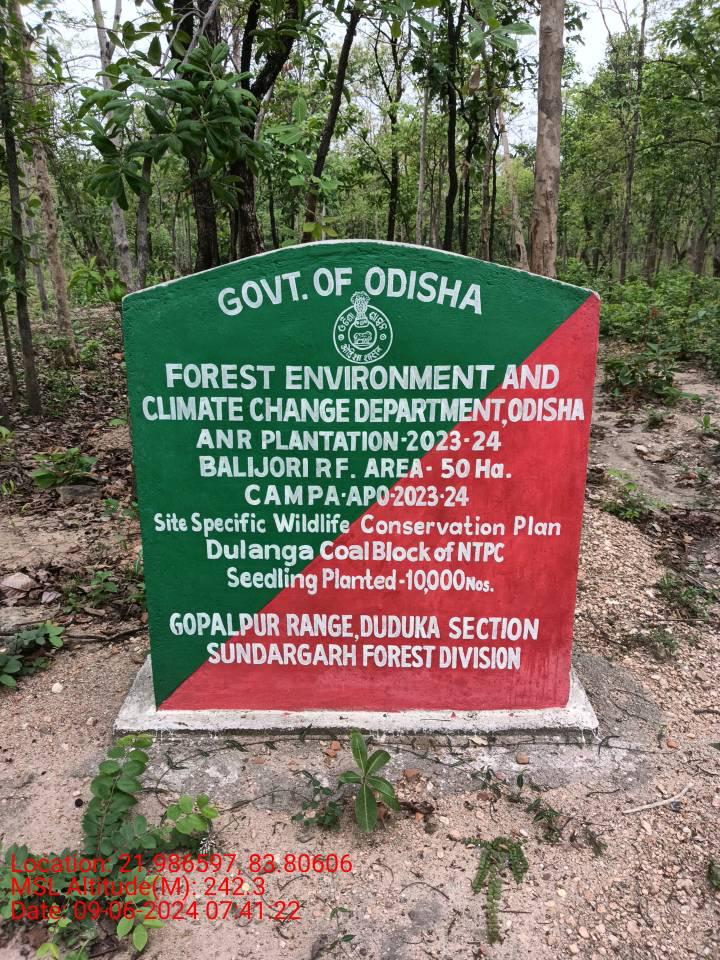 GOVT. OF ODISHA
FOREST ENVIRONMENT AND
CLIMATE CHANGE DEPARTMENT, ODISHA
ANR PLANTATION-2023-24
BALIJORI RF. AREA- 50 Ha.
CAMPA-APO-2023-24
Site Specific Wildlife Conservation Plan
Dulanga Coal Block of NTPC
Seedling Planted-10,000Nos.
GOPALPUR RANGE, DUDUKA SECTION
SUNDARGARH FOREST DIVISION
Location: 21.986597, 83.80606
MSL Altitude(M): 242.3
Date: 09-06-2024 07:41:22